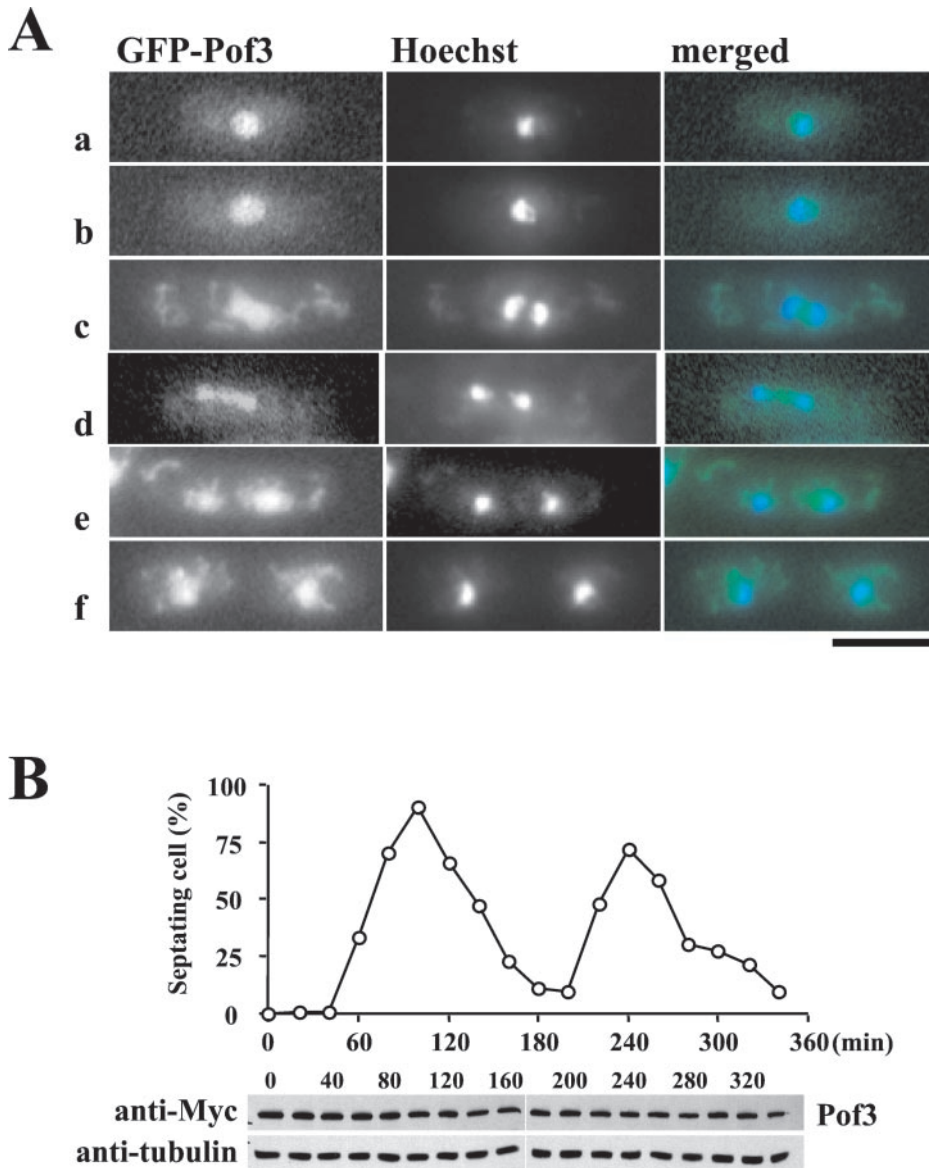 A
GFP-Pof3 Hoechst merged
a
b
c
d
e
f
B
Septating cell (%)
100
75
50
25
0
0 60 120 180 240 300 360 (min)
0 40 80 120 160 200 240 280 320
anti-Myc Pof3
anti-tubulin